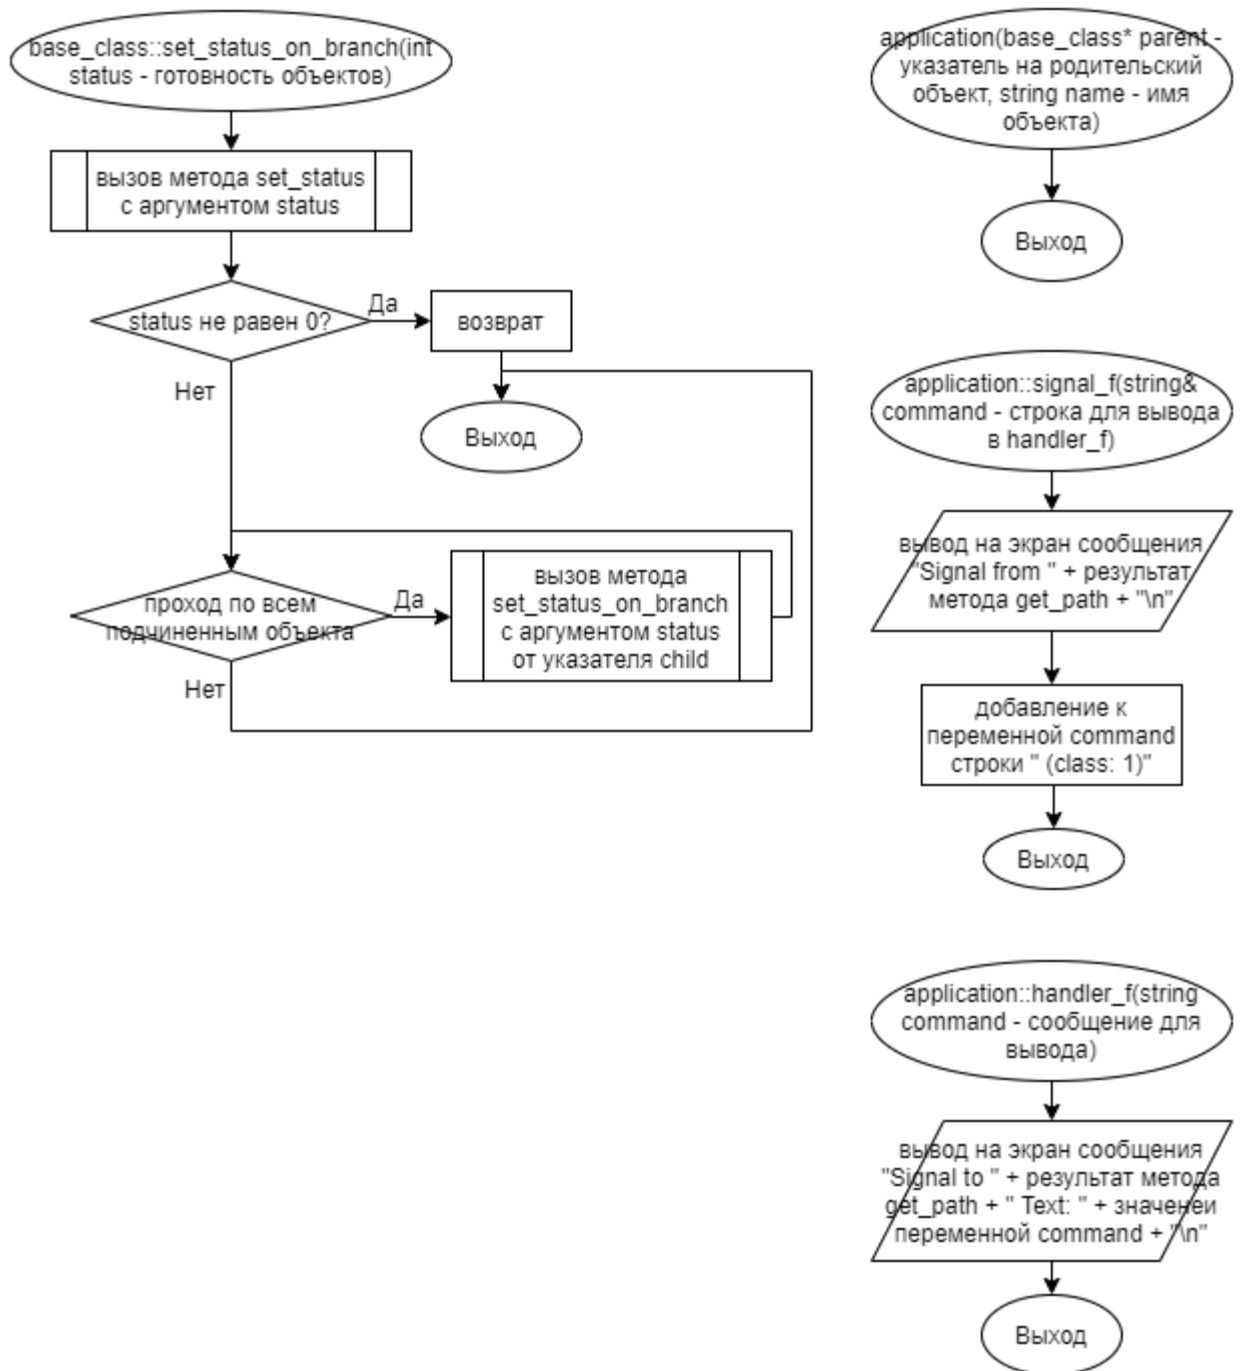 base_class::set_status_on_branch(int
status - готовность объектов)
вызов метода set_status
с аргументом status
status не равен 0?
Да
возврат
Нет
Выход
проход по всем
подчиненным объекта
Да
вызов метода
set_status_on_branch
с аргументом status
от указателя child
Нет
application(base_class* parent -
указатель на родительский
объект, string name - имя
объекта)
Выход
application::signal_f(string&
command - строка для вывода
в handler_f)
вывод на экран сообщения
"Signal from " + результат
метода get_path + "\n"
добавление к
переменной command
строки " (class: 1)"
Выход
application::handler_f(string
command - сообщение для
вывода)
вывод на экран сообщения
"Signal to " + результат метода
get_path + " Text: " + значенеи
переменной command + "\n"
Выход